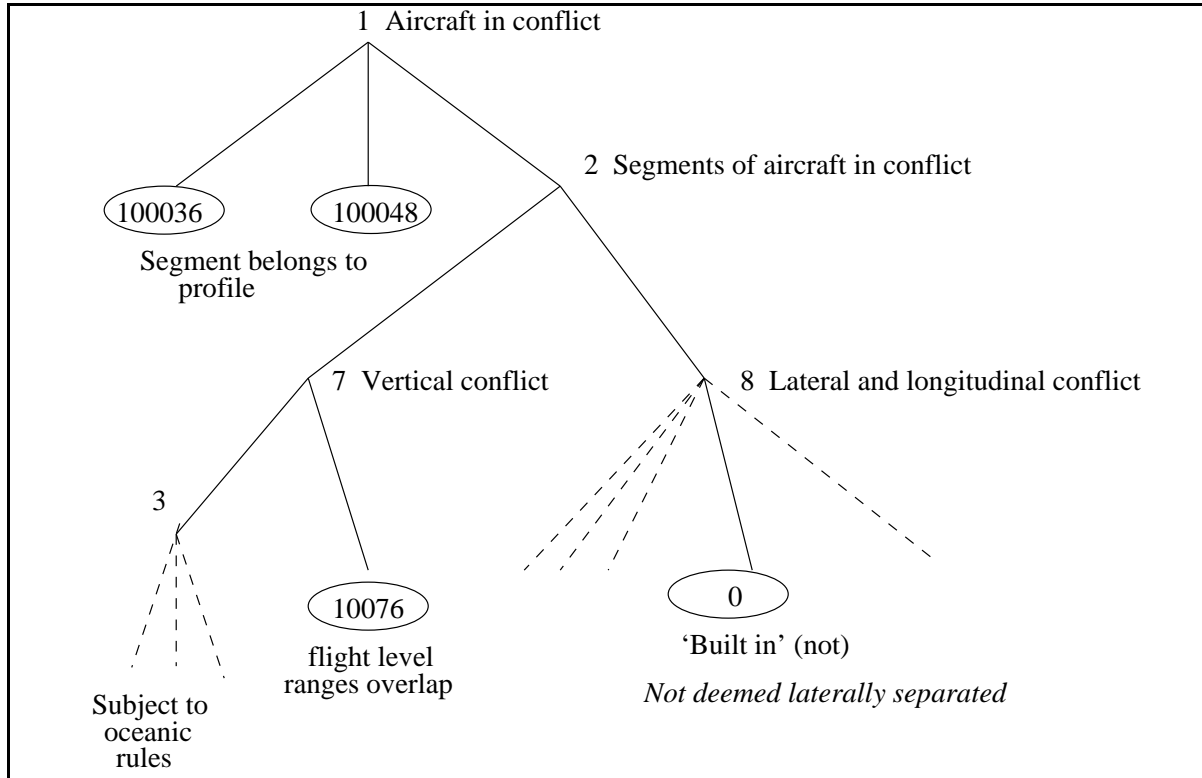 1 Aircraft in conflict
2 Segments of aircraft in conflict
100036
100048
Segment belongs to
profile
7 Vertical conflict
8 Lateral and longitudinal conflict
3
10076
0
flight level
ranges overlap
‘Built in’ (not)
Not deemed laterally separated
Subject to
oceanic
rules